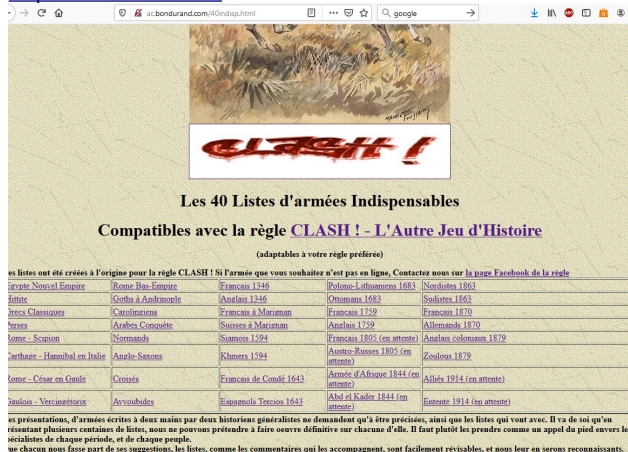 ac.bondurand.com/40indisp.html
google
CLASH !
Les 40 Listes d'armées Indispensables
Compatibles avec la règle CLASH ! - L'Autre Jeu d'Histoire
(adaptables à votre règle préférée)
es listes ont été créées à l'origine pour la règle CLASH ! Si l'armée que vous souhaitez n'est pas en ligne, Contactez nous sur la page Facebook de la règle
Egypte Nouvel Empire Rome Bas-Empire Français 1346 Polono-Lithuaniens 1683 Nordistes 1863
Hittite Goths à Andrinople Anglais 1346 Ottomans 1683 Sudistes 1863
Grecs Classiques Carolingiens Français à Marignan Français 1759 Français 1870
Perses Arabes Conquête Suisses à Marignan Anglais 1759 Allemands 1870
Rome - Scipion Normands Siamois 1594 Français 1805 (en attente) Anglais coloniaux 1879
Carthage - Hannibal en Italie Anglo-Saxons Khmers 1594 Austro-Russes 1805 (en attente) Zoulous 1879
Rome - César en Gaule Croisés Français de Condé 1643 Armée d'Afrique 1844 (en attente) Alliés 1914 (en attente)
Gaulois - Vercingétorix Ayyoubides Espagnols Tercios 1643 Abd el Kader 1844 (en attente) Entente 1914 (en attente)
es présentations, d'armées écrites à deux mains par deux historiens généralistes ne demandent qu'à être précisées, ainsi que les listes qui vont avec. Il va de soi qu'en
résentant plusieurs centaines de listes, nous ne pouvons prétendre à faire oeuvre définitive sur chacune d'elle. Il faut plutôt les prendre comme un appel du pied envers le
pécialistes de chaque période, et de chaque peuple.
ue chacun nous fasse part de ses suggestions, les listes, comme les commentaires qui les accompagnent, sont facilement révisables, et nous leur en serons reconnaissants.